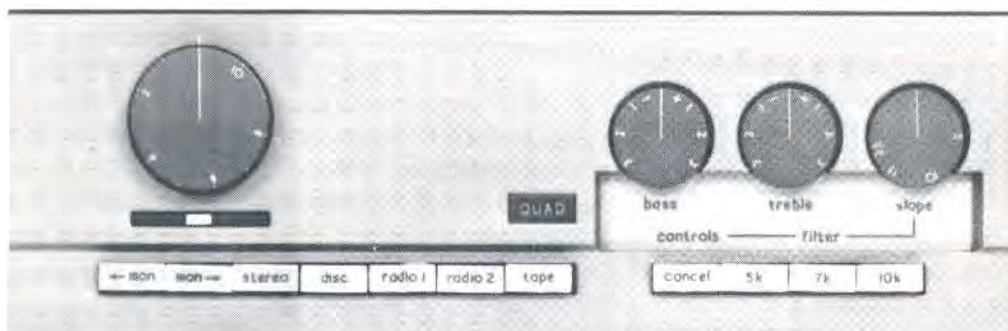 QUAD
bass treble slope
controls filter
←mon mon→ stereo disc radio 1 radio 2 tape
cancel 5k 7k 10k